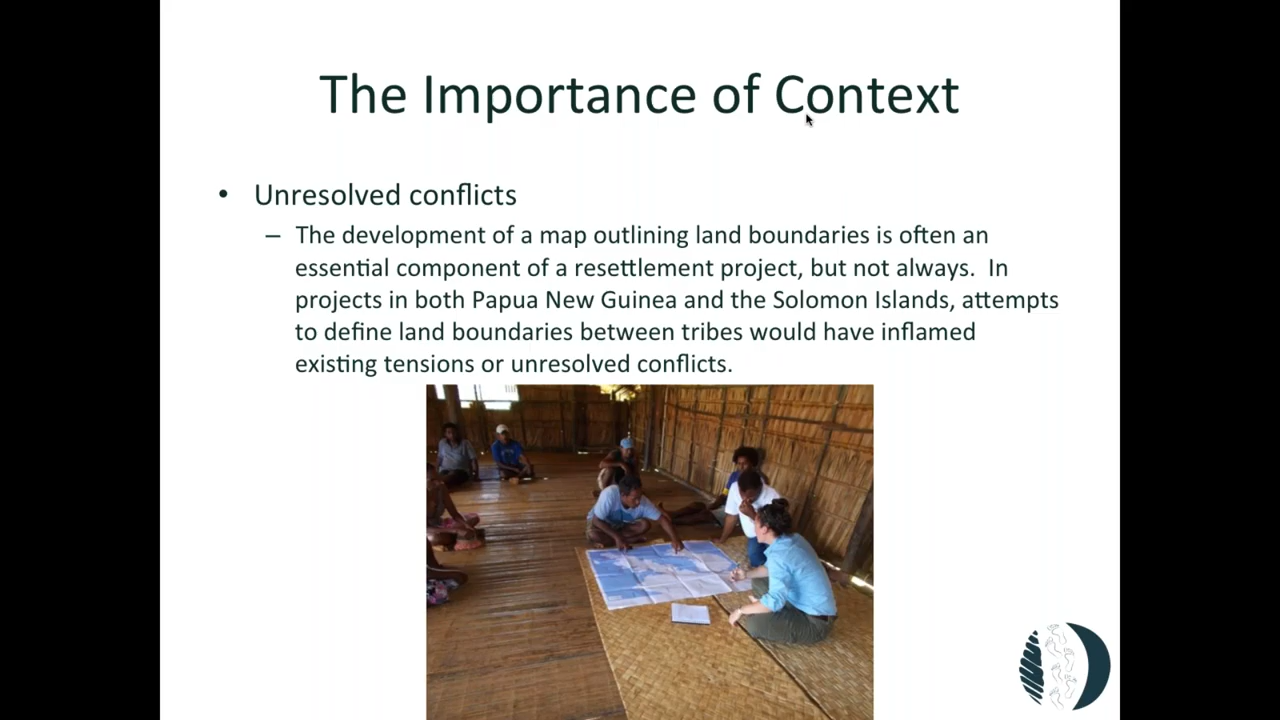 The Importance of Context
• Unresolved conflicts
– The development of a map outlining land boundaries is often an
essential component of a resettlement project, but not always.  In
projects in both Papua New Guinea and the Solomon Islands, attempts
to define land boundaries between tribes would have inflamed
existing tensions or unresolved conflicts.